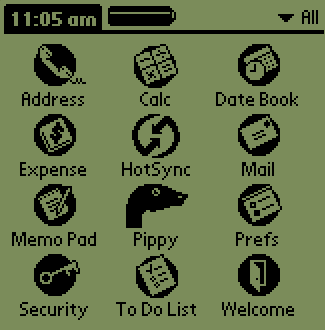 11:05 am All
Address Calc Date Book
Expense HotSync Mail
Memo Pad Pippy Prefs
Security To Do List Welcome